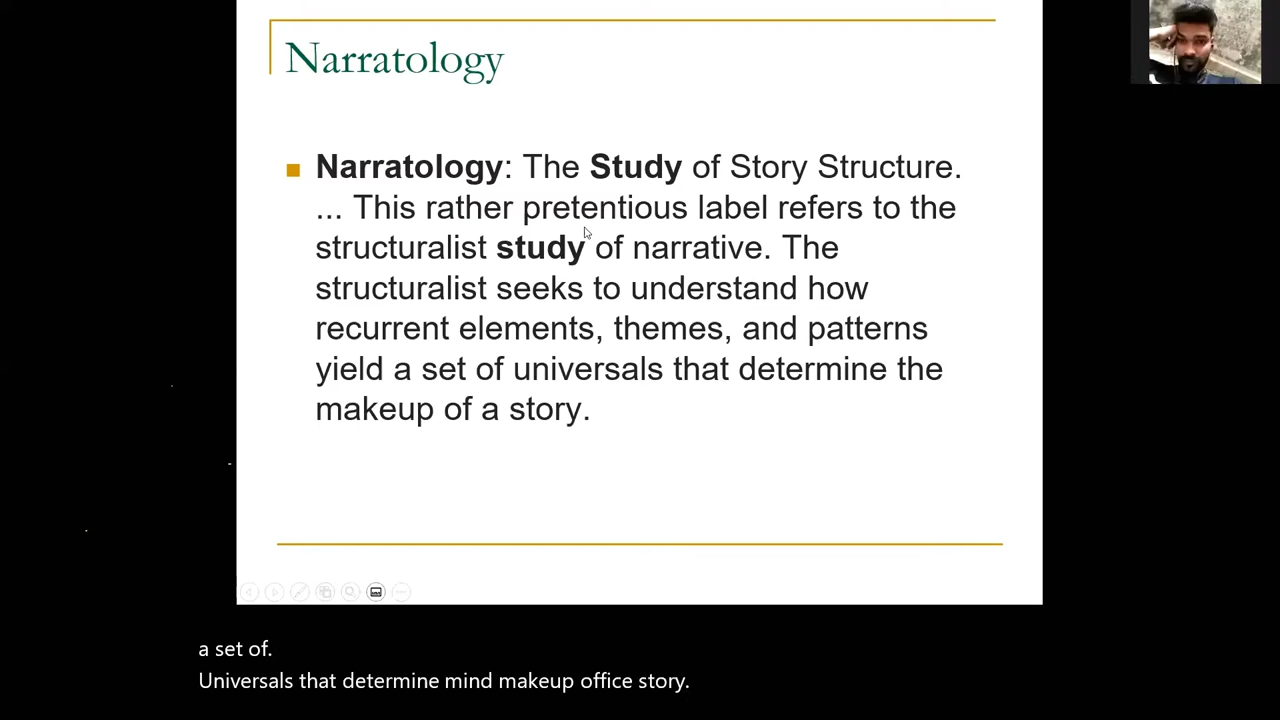 Narratology
Narratology: The Study of Story Structure.
... This rather pretentious label refers to the
structuralist study of narrative. The
structuralist seeks to understand how
recurrent elements, themes, and patterns
yield a set of universals that determine the
makeup of a story.
a set of.
Universals that determine mind makeup office story.